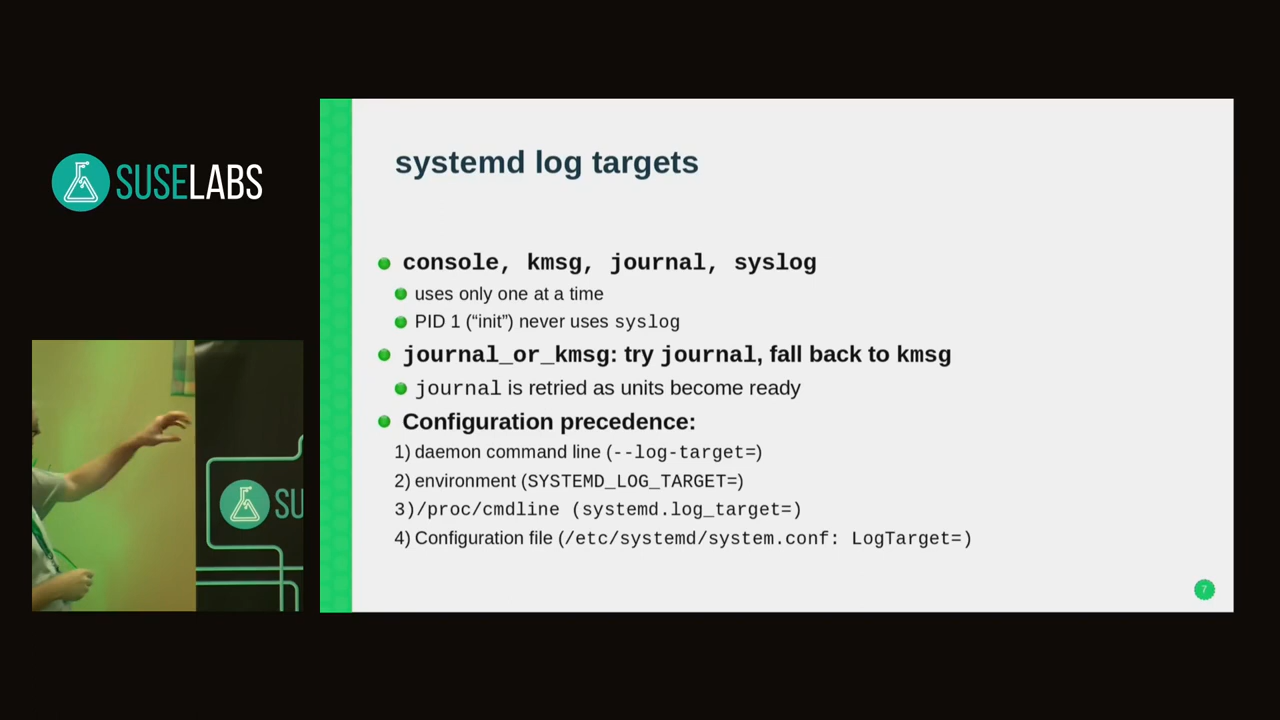 SUSELABS
systemd log targets
console, kmsg, journal, syslog
uses only one at a time
PID 1 (“init”) never uses syslog
journal_or_kmsg: try journal, fall back to kmsg
journal is retried as units become ready
Configuration precedence:
1) daemon command line (--log-target=)
2) environment (SYSTEMD_LOG_TARGET=)
3)/proc/cmdline (systemd.log_target=)
4) Configuration file (/etc/systemd/system.conf: LogTarget=)
7
SU